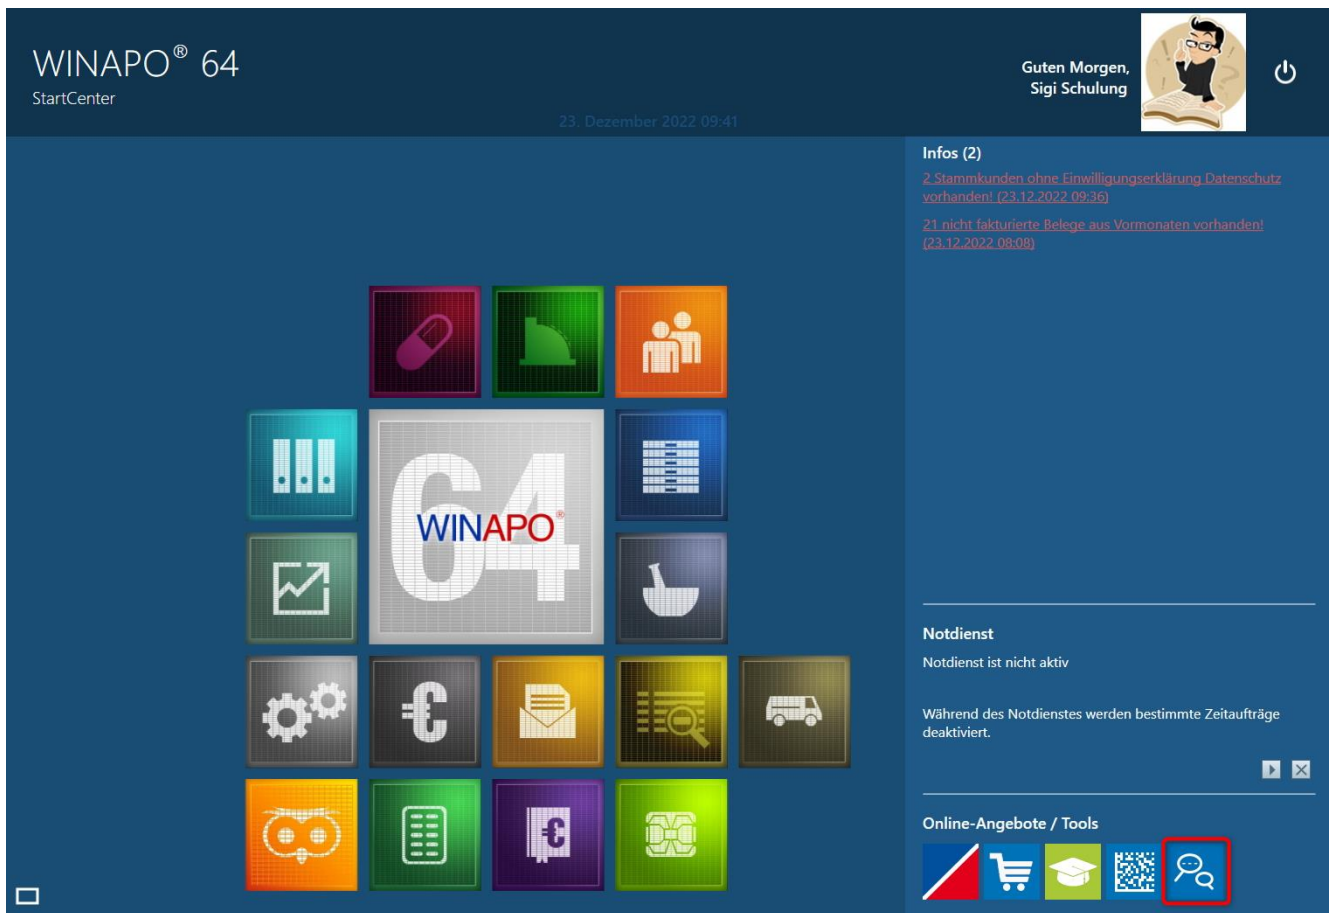 WINAPO® 64
StartCenter
23. Dezember 2022 09:41
Guten Morgen,
Sigi Schulung
Infos (2)
2 Stammkunden ohne Einwilligungserklärung Datenschutz
vorhanden! (23.12.2022 09:36)
21 nicht fakturierte Belege aus Vormonaten vorhanden!
(23.12.2022 08:08)
64
WINAPO®
Notdienst
Notdienst ist nicht aktiv
Während des Notdienstes werden bestimmte Zeitaufträge
deaktiviert.
Online-Angebote / Tools